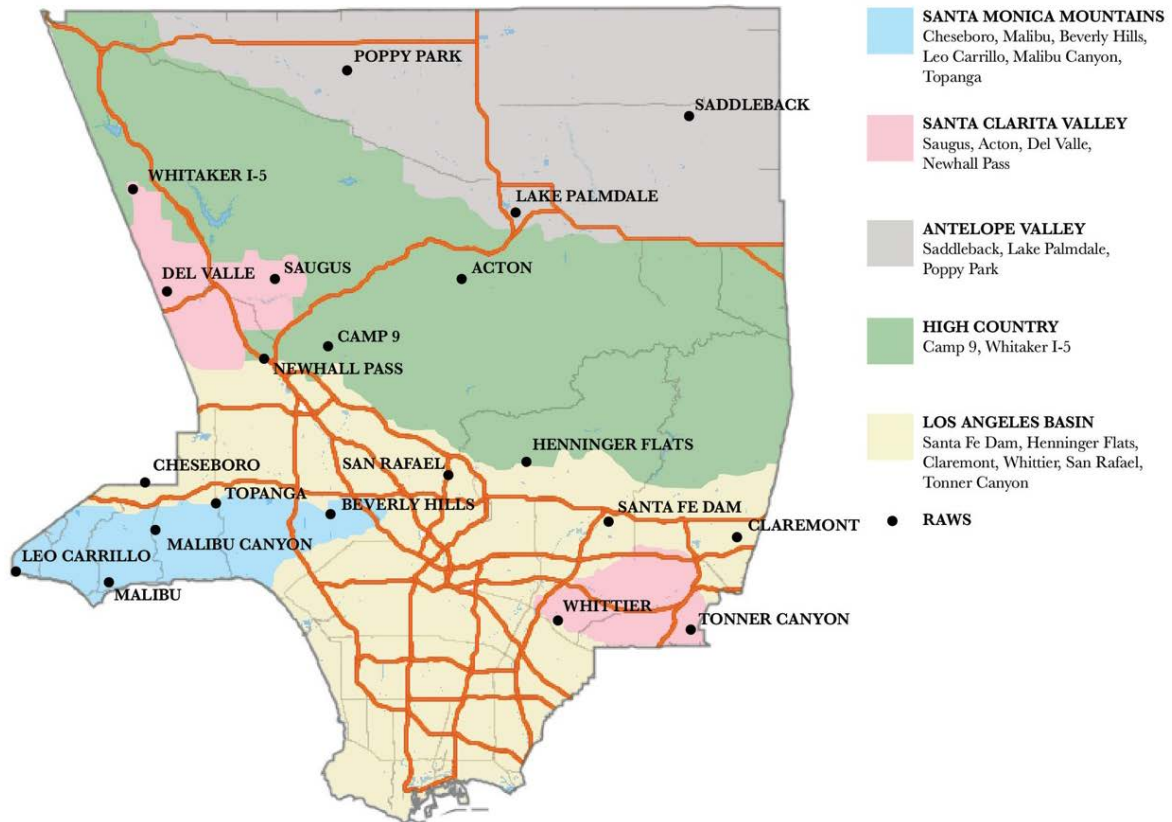 POPPY PARK
SADDLEBACK
WHITAKER I-5
LAKE PALMDALE
DEL VALLE
SAUGUS
ACTON
CAMP 9
NEWHALL PASS
HENNINGER FLATS
CHESEBORO
SAN RAFAEL
TOPANGA
BEVERLY HILLS
SANTA FE DAM
CLAREMONT
MALIBU CANYON
LEO CARRILLO
MALIBU
WHITTIER
TONNER CANYON
SANTA MONICA MOUNTAINS
Cheseboro, Malibu, Beverly Hills,
Leo Carrillo, Malibu Canyon,
Topanga
SANTA CLARITA VALLEY
Saugus, Acton, Del Valle,
Newhall Pass
ANTELOPE VALLEY
Saddleback, Lake Palmdale,
Poppy Park
HIGH COUNTRY
Camp 9, Whitaker I-5
LOS ANGELES BASIN
Santa Fe Dam, Henninger Flats,
Claremont, Whittier, San Rafael,
Tonner Canyon
RAWS